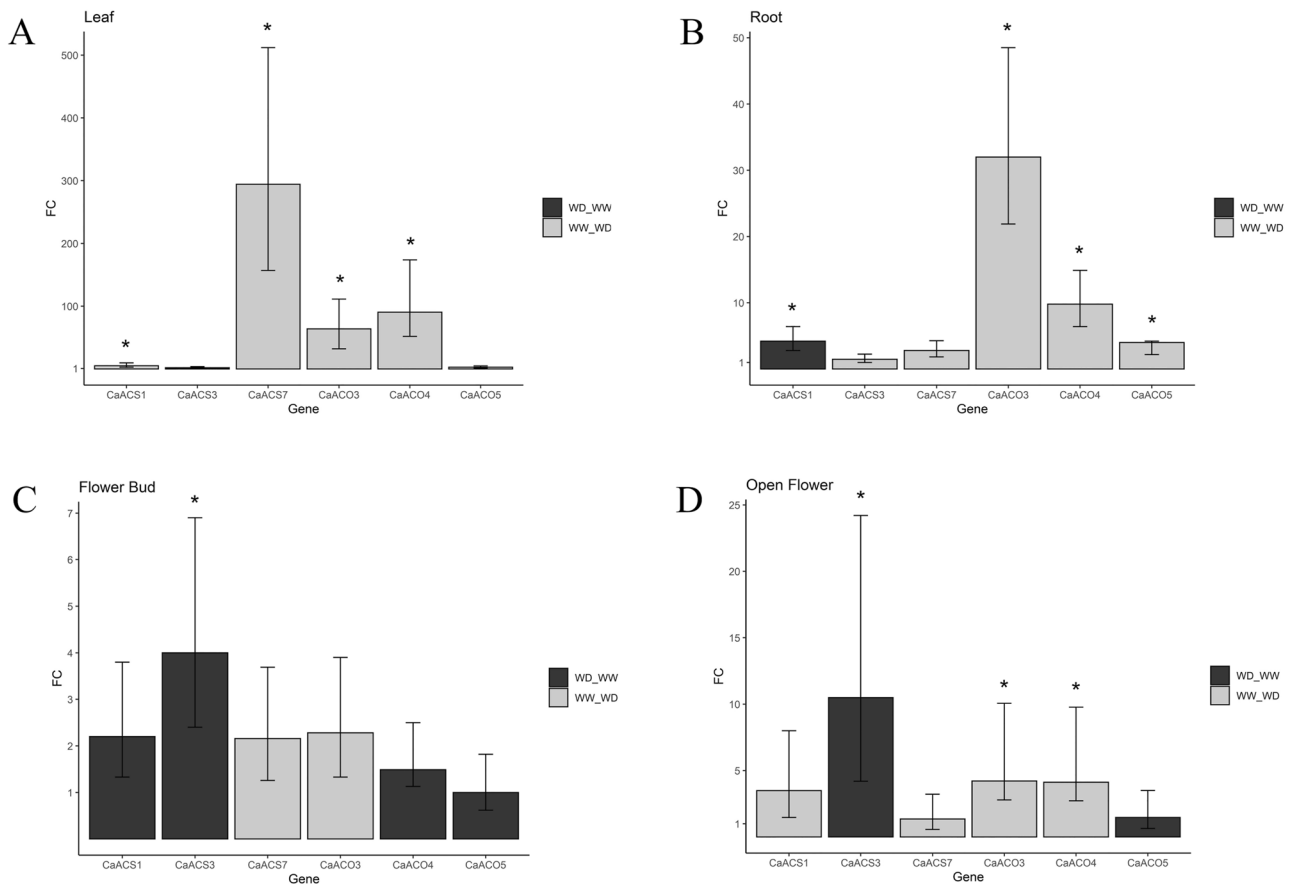 A
Leaf
*
500
400
300
200
100
1
FC
*
*
*
WD_WW
WW_WD
CaACS1 CaACS3 CaACS7 CaACO3 CaACO4 CaACO5
Gene
B
Root
*
50
40
30
20
10
1
FC
*
*
*
WD_WW
WW_WD
CaACS1 CaACS3 CaACS7 CaACO3 CaACO4 CaACO5
Gene
C
Flower Bud
*
7
6
5
4
3
2
1
FC
WD_WW
WW_WD
CaACS1 CaACS3 CaACS7 CaACO3 CaACO4 CaACO5
Gene
D
Open Flower
*
25
20
15
10
5
1
FC
* *
WD_WW
WW_WD
CaACS1 CaACS3 CaACS7 CaACO3 CaACO4 CaACO5
Gene